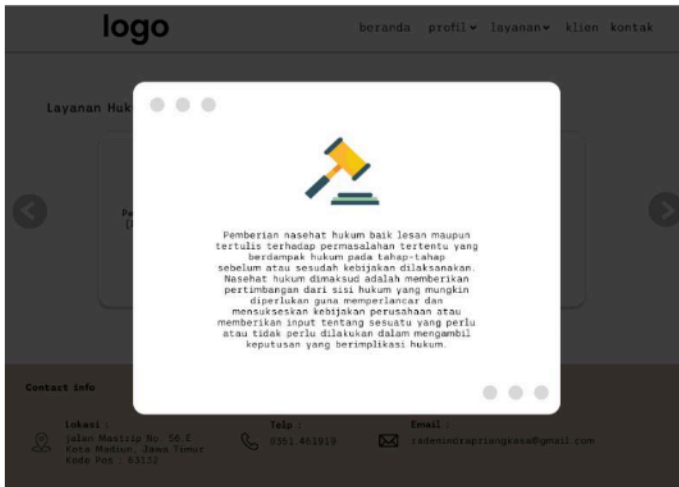 logo
beranda profil layanan klien kontak
Layanan Huk
Pe
Pemberian nasehat hukum baik lesan maupun
tertulis terhadap permasalahan tertentu yang
berdampak hukum pada tahap-tahap
sebelum atau sesudah kebijakan dilaksanakan.
Nasehat hukum dimaksud adalah memberikan
pertimbangan dari sisi hukum yang mungkin
diperlukan guna memperlancar dan
mensukseskan kebijakan perusahaan atau
memberikan input tentang sesuatu yang perlu
atau tidak perlu dilakukan dalam mengambil
keputusan yang berimplikasi hukum.
Contact info
Lokasi :
jalan Mastrip No. 56.E
Kota Madiun, Jawa Timur
Kode Pos : 63132
Telp :
0351 461919
Email :
radenindrapriangkasa@gmail.com